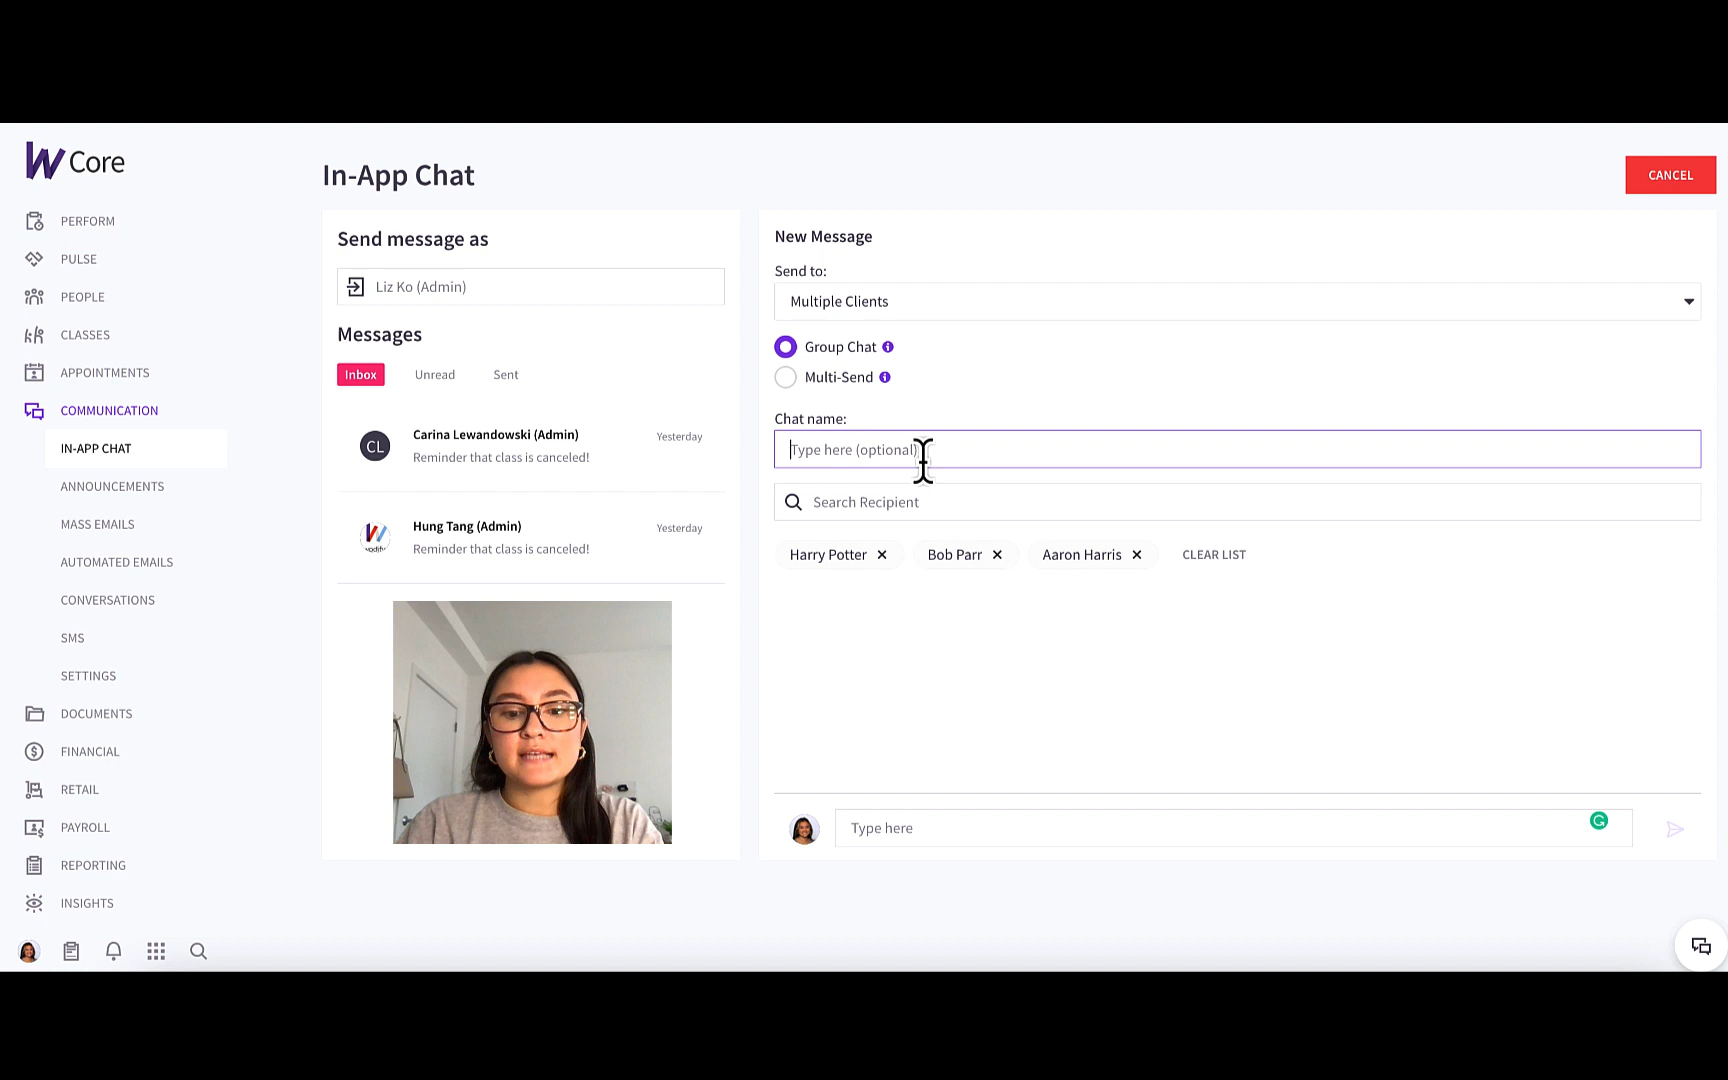 W Core
PERFORM
PULSE
PEOPLE
CLASSES
APPOINTMENTS
COMMUNICATION
IN-APP CHAT
ANNOUNCEMENTS
MASS EMAILS
AUTOMATED EMAILS
CONVERSATIONS
SMS
SETTINGS
DOCUMENTS
FINANCIAL
RETAIL
PAYROLL
REPORTING
INSIGHTS
In-App Chat
CANCEL
Send message as
Liz Ko (Admin)
Messages
Inbox Unread Sent
CL
Carina Lewandowski (Admin) Yesterday
Reminder that class is canceled!
Hung Tang (Admin) Yesterday
Reminder that class is canceled!
wodify
New Message
Send to:
Multiple Clients
Group Chat
Multi-Send
Chat name:
Type here (optional)
Search Recipient
Harry Potter Bob Parr Aaron Harris CLEAR LIST
Type here